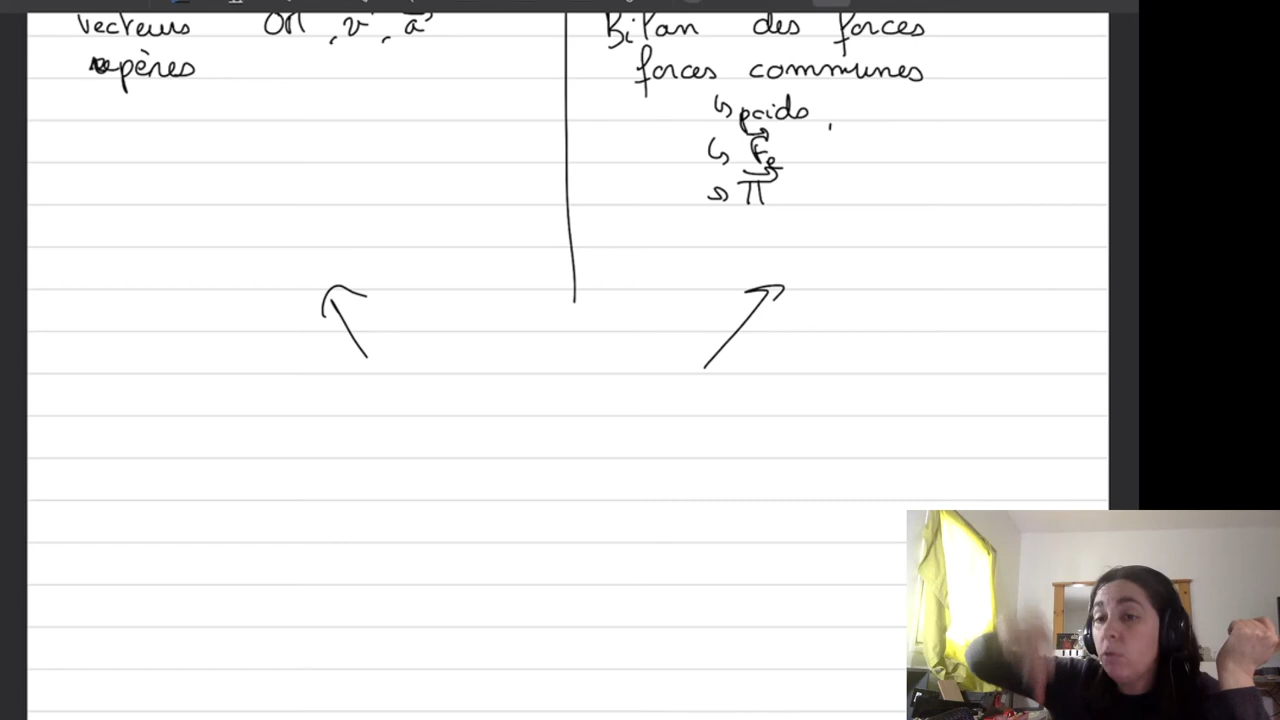 vecteurs OM, v, a
repères
Bilan des forces
forces communes
↳ poids,
↳ Fe
↳ π